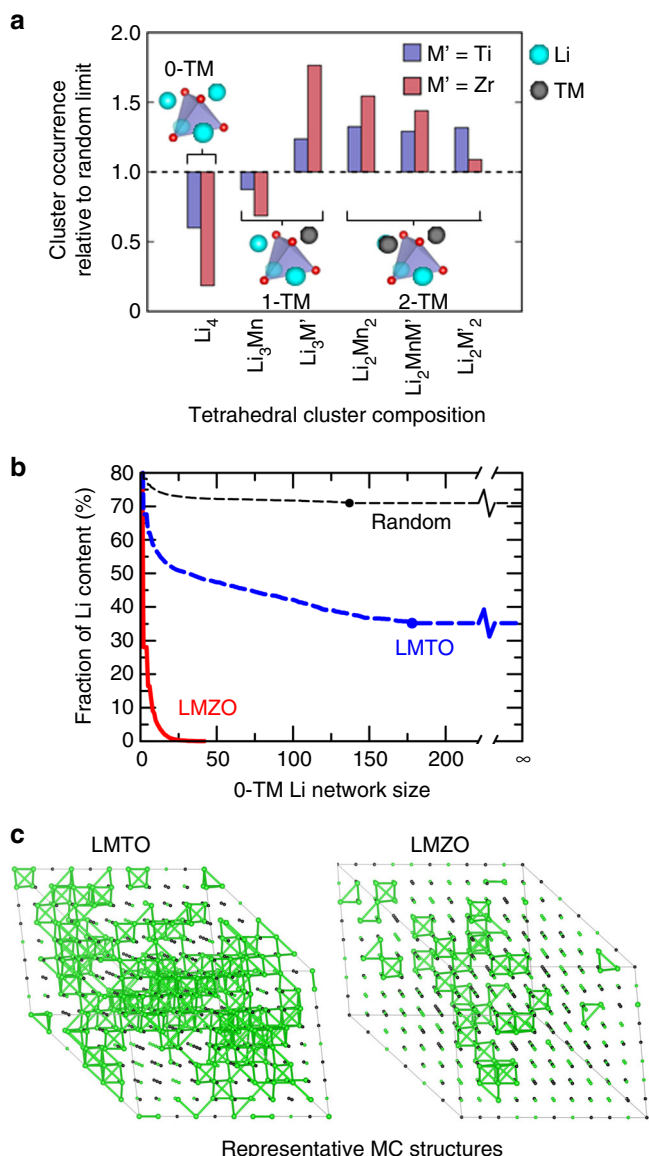 a
2.0
1.5
1.0
0.5
0
Cluster occurrence
relative to random limit
0-TM
M' = Ti
M' = Zr
Li
TM
1-TM
2-TM
Li₄
Li₃Mn
Li₃M'
Li₂Mn₂
Li₂MnM'
Li₂M'₂
Tetrahedral cluster composition
b
80
70
60
50
40
30
20
10
0
Fraction of Li content (%)
Random
LMTO
LMZO
0 50 100 150 200 ∞
0-TM Li network size
c
LMTO LMZO
Representative MC structures